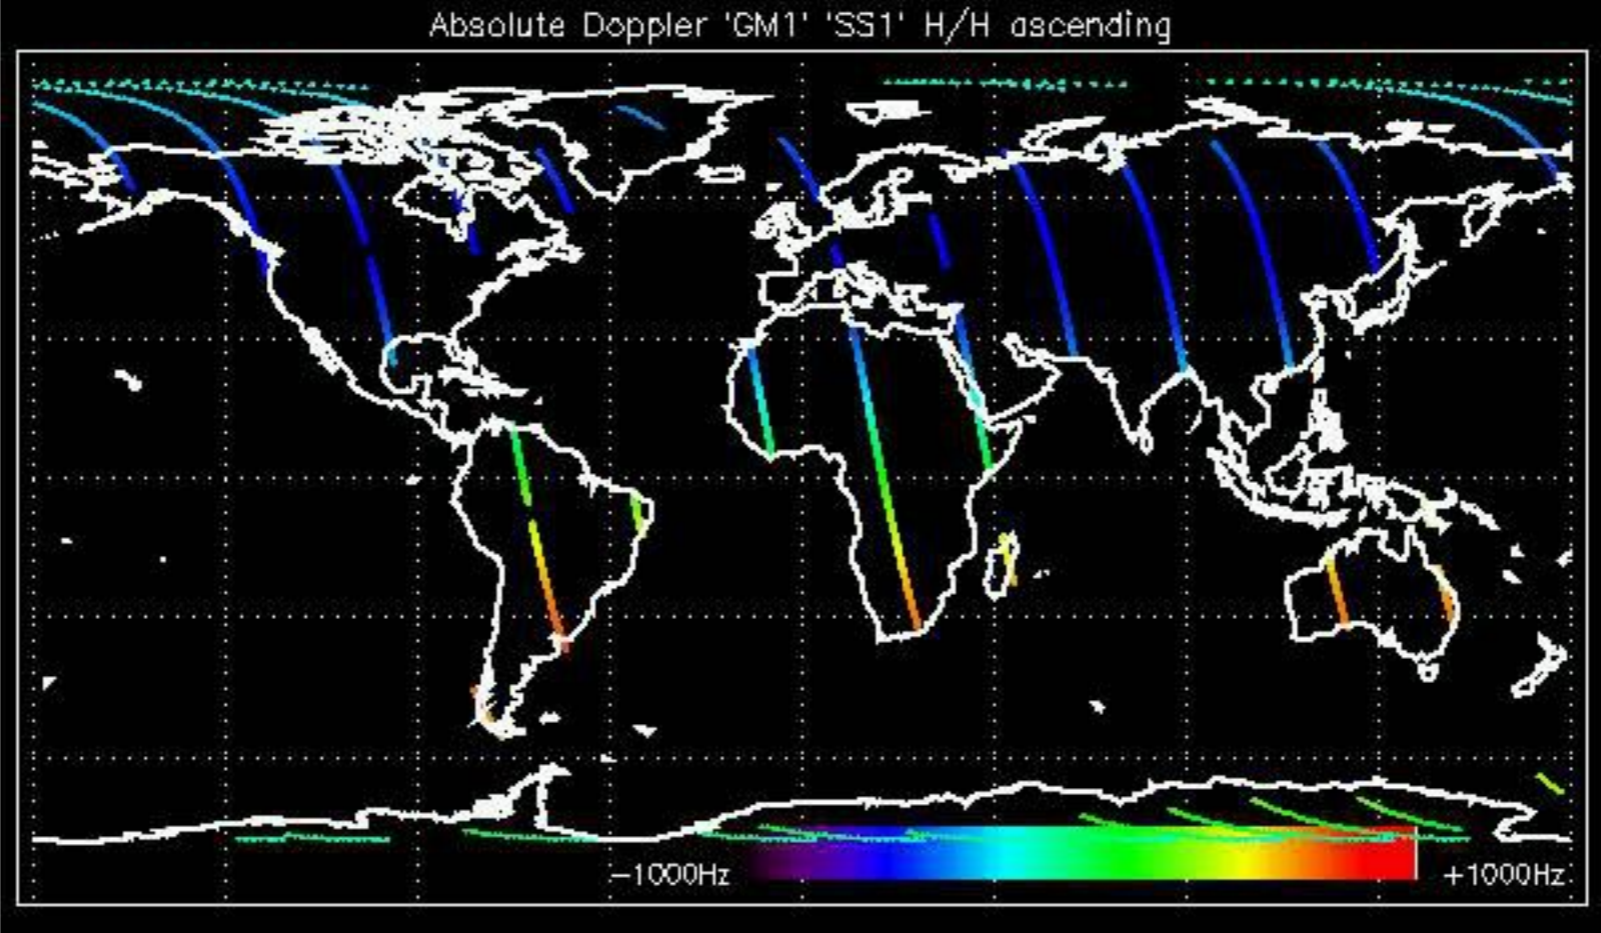 Absolute Doppler 'GM1' 'SS1' H/H ascending
−1000Hz +1000Hz